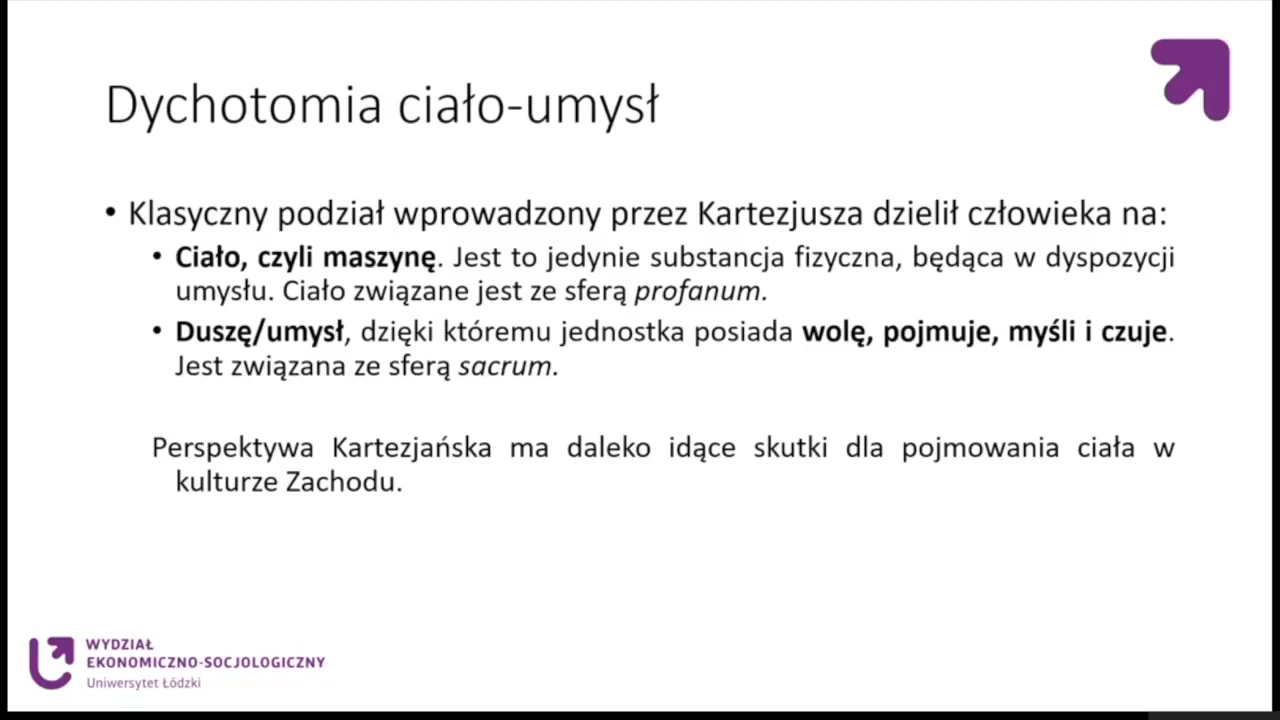 Dychotomia ciało-umysł
• Klasyczny podział wprowadzony przez Kartezjusza dzielił człowieka na:
• Ciało, czyli maszynę. Jest to jedynie substancja fizyczna, będąca w dyspozycji
umysłu. Ciało związane jest ze sferą profanum.
• Duszę/umysł, dzięki któremu jednostka posiada wolę, pojmuje, myśli i czuje.
Jest związana ze sferą sacrum.
Perspektywa Kartezjańska ma daleko idące skutki dla pojmowania ciała w
kulturze Zachodu.
WYDZIAŁ
EKONOMICZNO-SOCJOLOGICZNY
Uniwersytet Łódzki